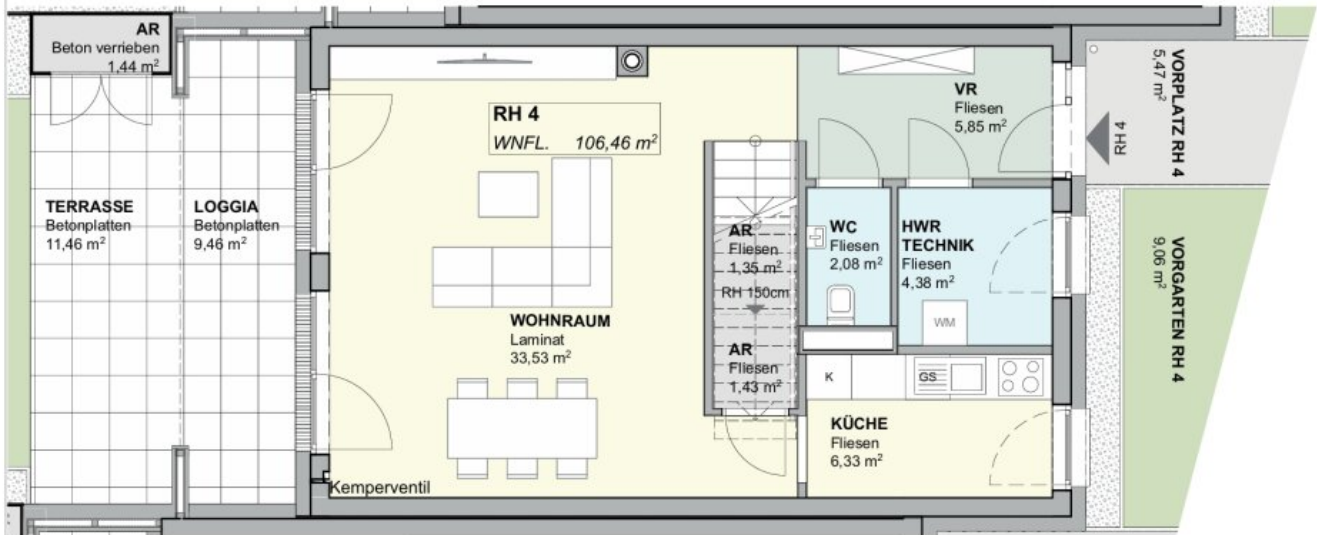 AR
Beton verrieben
1,44 m²
TERRASSE
Betonplatten
11,46 m²
LOGGIA
Betonplatten
9,46 m²
RH 4
WNFL. 106,46 m²
WOHNRAUM
Laminat
33,53 m²
Kemperventil
AR
Fliesen
1,35 m²
RH 150cm
AR
Fliesen
1,43 m²
VR
Fliesen
5,85 m²
WC
Fliesen
2,08 m²
HWR
TECHNIK
Fliesen
4,38 m²
WM
K
GS
KÜCHE
Fliesen
6,33 m²
RH 4
VORPLATZ RH 4
5,47 m²
VORGARTEN RH 4
9,06 m²